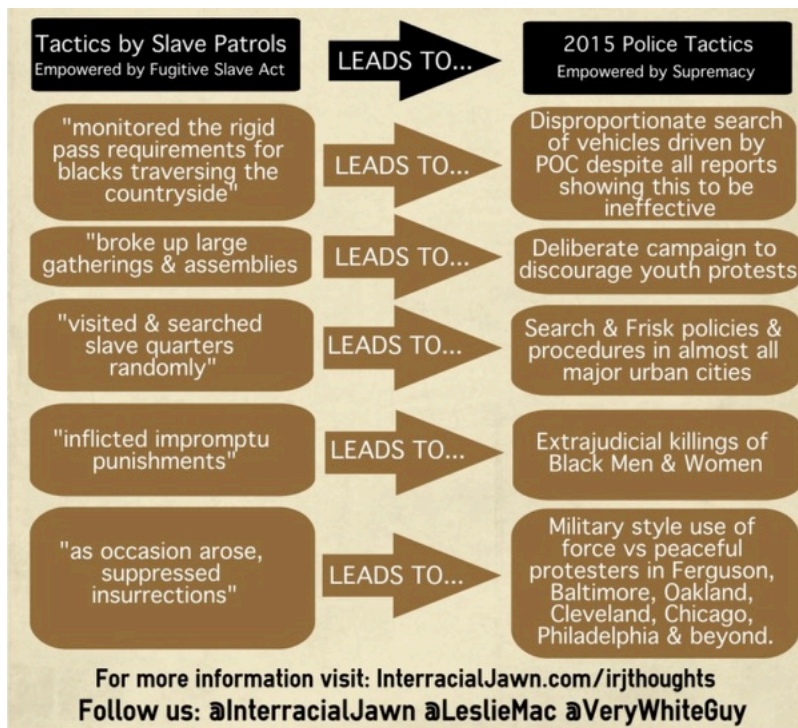 Tactics by Slave Patrols
Empowered by Fugitive Slave Act
LEADS TO...
2015 Police Tactics
Empowered by Supremacy
"monitored the rigid
pass requirements for
blacks traversing the
countryside"
LEADS TO...
Disproportionate search
of vehicles driven by
POC despite all reports
showing this to be
ineffective
"broke up large
gatherings & assemblies
LEADS TO...
Deliberate campaign to
discourage youth protests
"visited & searched
slave quarters
randomly"
LEADS TO...
Search & Frisk policies &
procedures in almost all
major urban cities
"inflicted impromptu
punishments"
LEADS TO...
Extrajudicial killings of
Black Men & Women
"as occasion arose,
suppressed
insurrections"
LEADS TO...
Military style use of
force vs peaceful
protesters in Ferguson,
Baltimore, Oakland,
Cleveland, Chicago,
Philadelphia & beyond.
For more information visit: InterracialJawn.com/irjthoughts
Follow us: @InterracialJawn @LeslieMac @VeryWhiteGuy